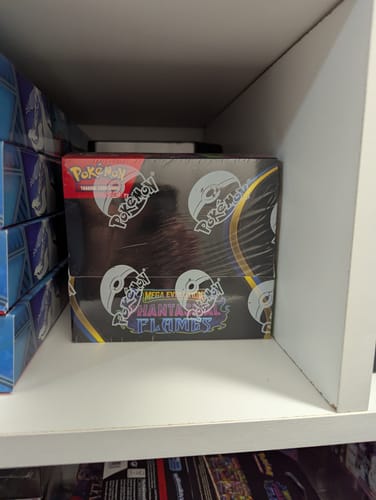 Pokémon
TRADING CARD GAME
POKÉMON
POKÉMON
POKÉMON
POKÉMON
POKÉMON
MEGA EVOLUTION
PHANTASMAL
FLAMES